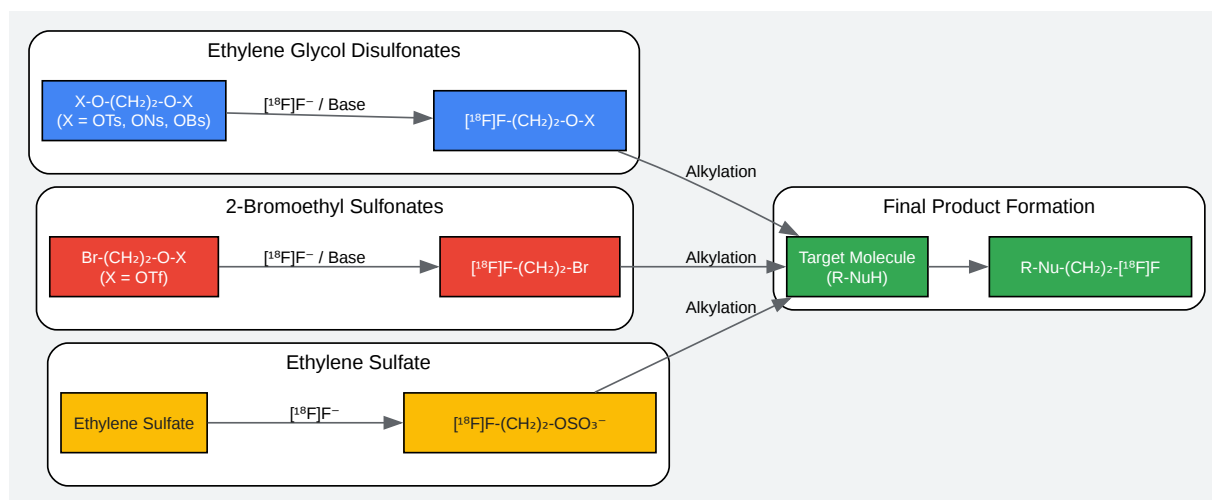 Ethylene Glycol Disulfonates
X-O-(CH₂)₂-O-X
(X = OTs, ONs, OBs)
[¹⁸F]F⁻ / Base
[¹⁸F]F-(CH₂)₂-O-X
Alkylation
2-Bromoethyl Sulfonates
Br-(CH₂)₂-O-X
(X = OTf)
[¹⁸F]F⁻ / Base
[¹⁸F]F-(CH₂)₂-Br
Alkylation
Final Product Formation
Target Molecule
(R-NuH)
R-Nu-(CH₂)₂-[¹⁸F]F
Alkylation
Ethylene Sulfate
Ethylene Sulfate
[¹⁸F]F⁻
[¹⁸F]F-(CH₂)₂-OSO₃⁻